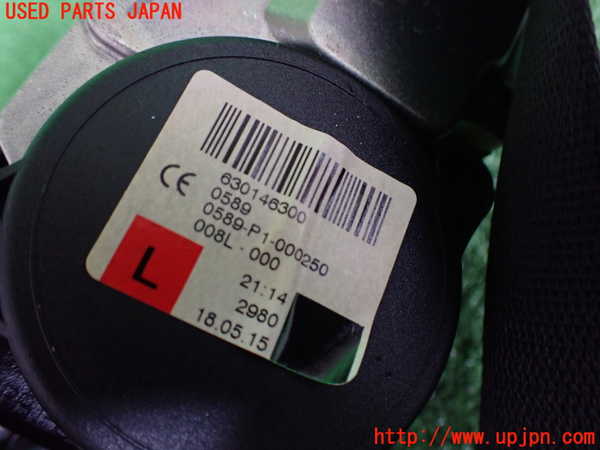 USED PARTS JAPAN
630146300
0589
0589-P1-000250
008L - 000
CE
L
21:14
2980
18.05.15
http://www.upjpn.com